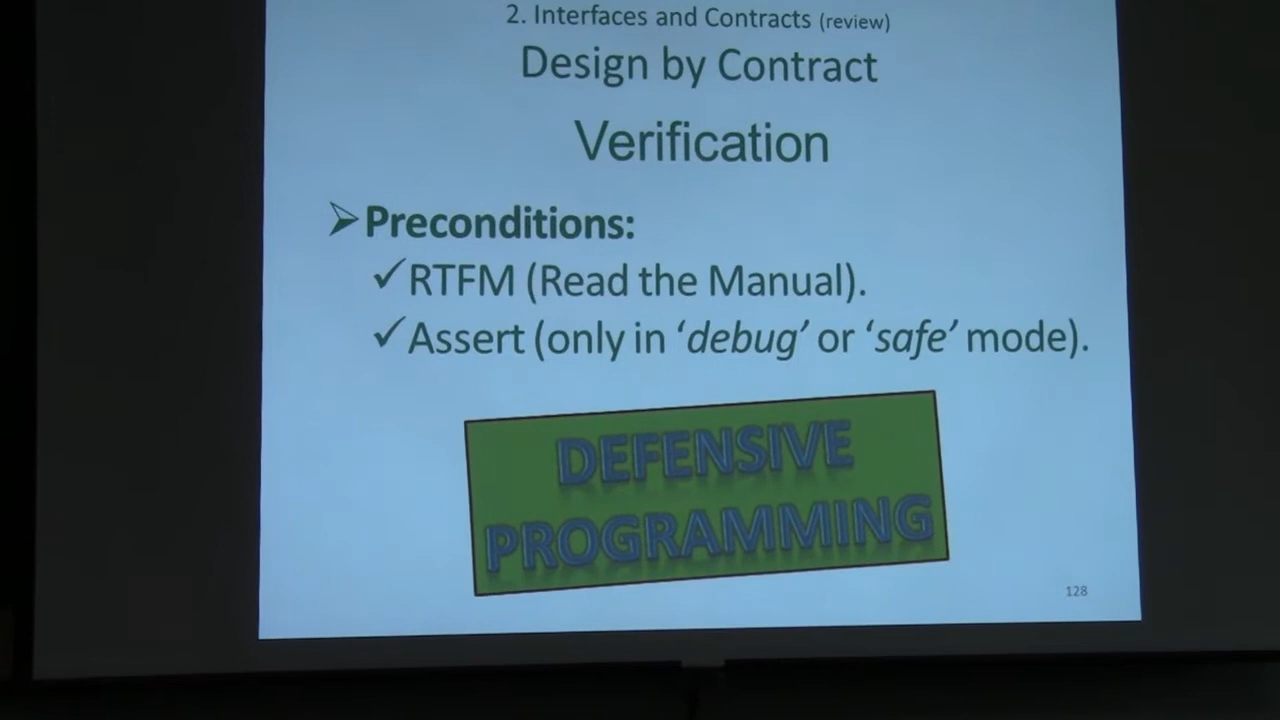 2. Interfaces and Contracts (review)
Design by Contract
Verification
➢Preconditions:
✓RTFM (Read the Manual).
✓Assert (only in ‘debug’ or ‘safe’ mode).
DEFENSIVE
PROGRAMMING
128